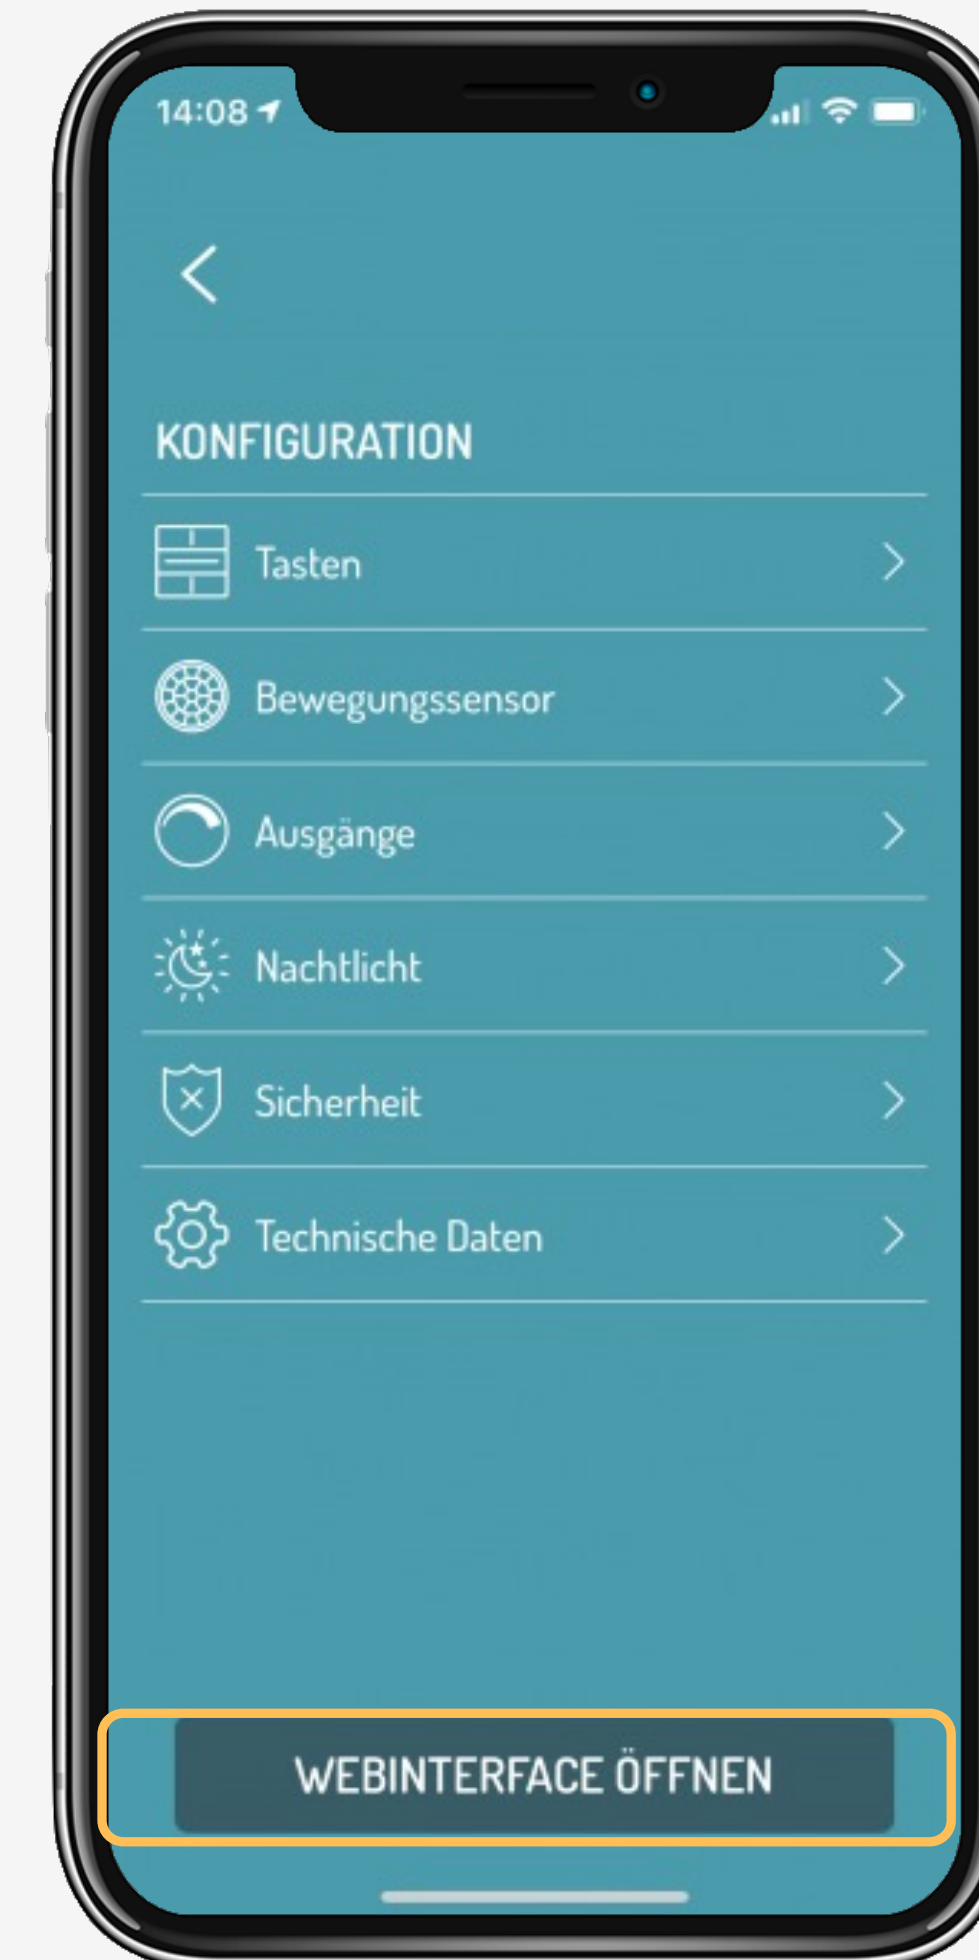 14:08
KONFIGURATION
Tasten
Bewegungssensor
Ausgänge
Nachtlicht
Sicherheit
Technische Daten
WEBINTERFACE ÖFFNEN